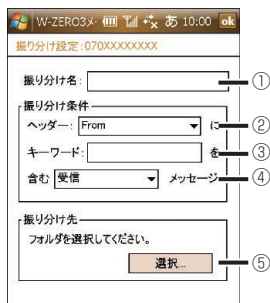 W-ZERO3メ あ 10:00 ok
振り分け設定:070XXXXXXXX
振り分け名: ①
振り分け条件
ヘッダー: From に ②
キーワード: を ③
含む 受信 メッセージ ④
振り分け先
フォルダを選択してください。
選択... ⑤